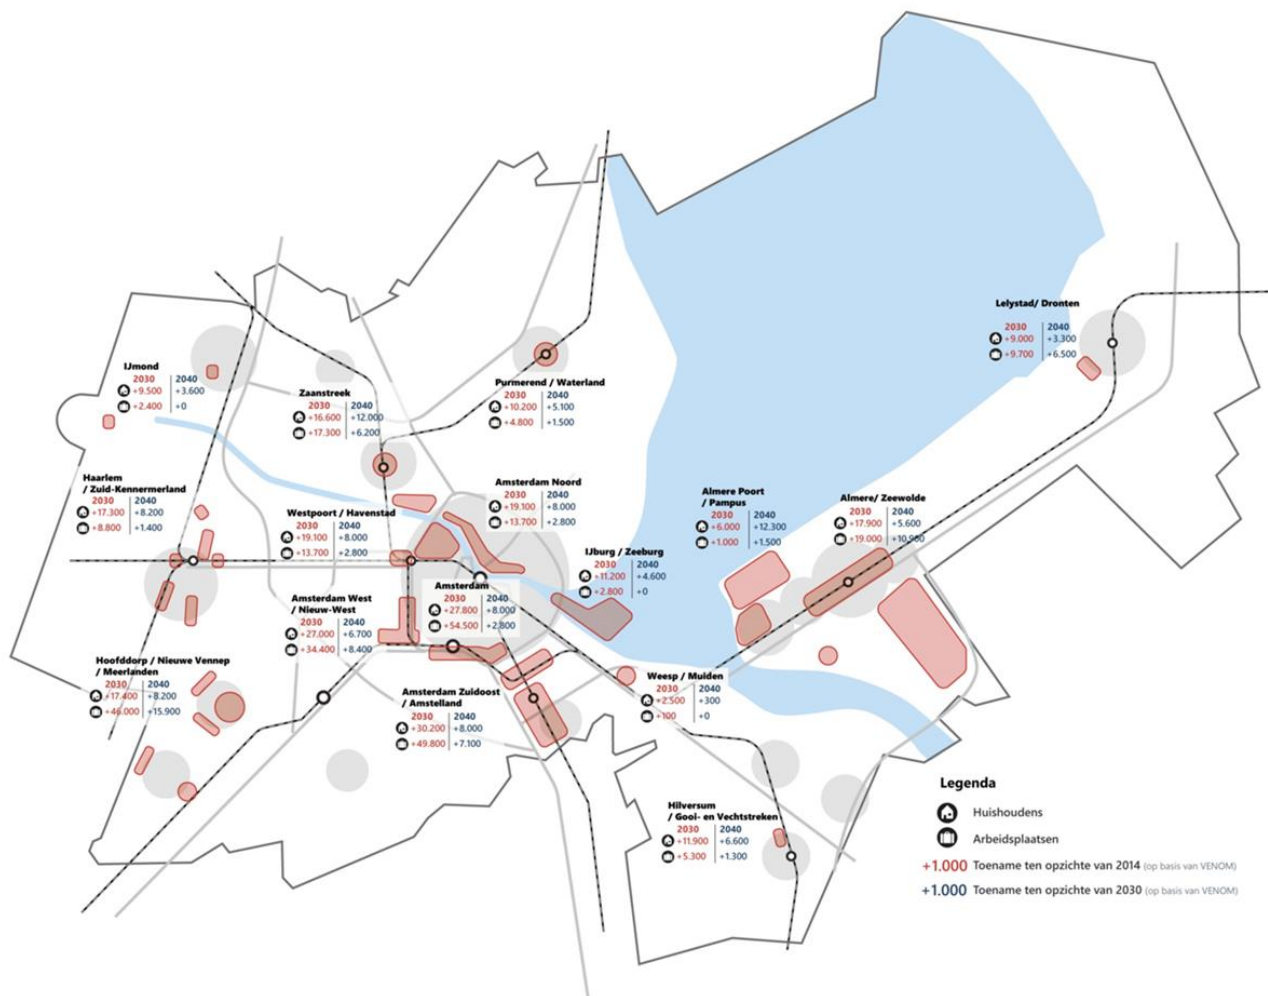 Lelystad/ Dronten
2030 2040
+9.000 +3.300
+9.700 +6.500
IJmond
2030 2040
+9.500 +3.600
+2.400 +0
Zaanstreek
2030 2040
+16.600 +12.000
+17.300 +6.200
Purmerend / Waterland
2030 2040
+10.200 +5.100
+4.800 +1.500
Haarlem
/ Zuid-Kennermerland
2030 2040
+17.300 +8.200
+8.800 +1.400
Westpoort / Havenstad
2030 2040
+19.100 +8.000
+13.700 +2.800
Amsterdam Noord
2030 2040
+19.100 +8.000
+13.700 +2.800
Almere Poort
/ Pampus
2030 2040
+6.000 +12.300
+1.000 +1.500
Almere/ Zeewolde
2030 2040
+17.900 +5.600
+19.000 +10.900
IJburg / Zeeburg
2030 2040
+11.200 +4.600
+2.800 +0
Amsterdam
2030 2040
+27.800 +8.000
+54.500 +2.800
Amsterdam West
/ Nieuw-West
2030 2040
+27.000 +6.700
+34.400 +8.400
Hoofddorp / Nieuwe Vennep
/ Meerlanden
2030 2040
+17.400 +8.200
+46.000 +15.900
Amsterdam Zuidoost
/ Amstelland
2030 2040
+30.200 +8.000
+49.800 +7.100
Weesp / Muiden
2030 2040
+2.500 +300
+100 +0
Hilversum
/ Gooi- en Vechtstreken
2030 2040
+11.900 +6.600
+5.300 +1.300
Legenda
Huishoudens
Arbeidsplaatsen
+1.000 Toename ten opzichte van 2014 (op basis van VENOM)
+1.000 Toename ten opzichte van 2030 (op basis van VENOM)